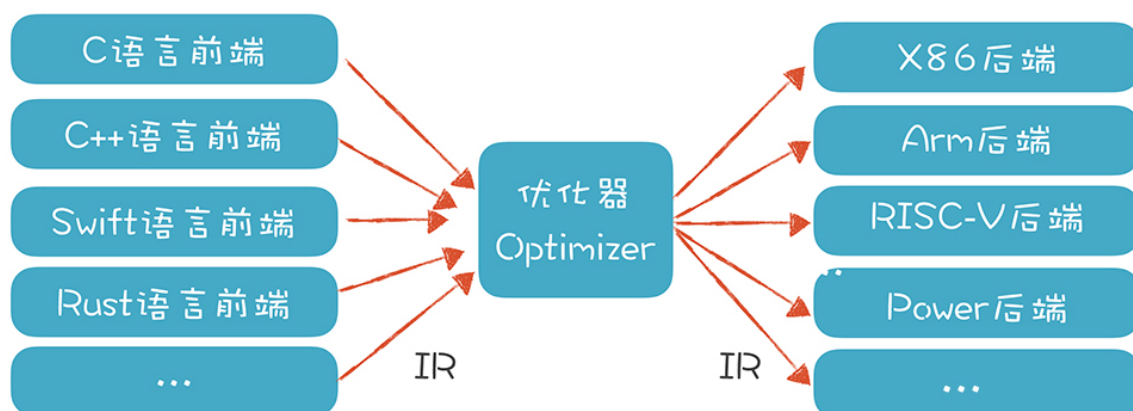 C语言前端
C++语言前端
Swift语言前端
Rust语言前端
...
IR
优化器
Optimizer
IR
X86后端
Arm后端
RISC-V后端
Power后端
...